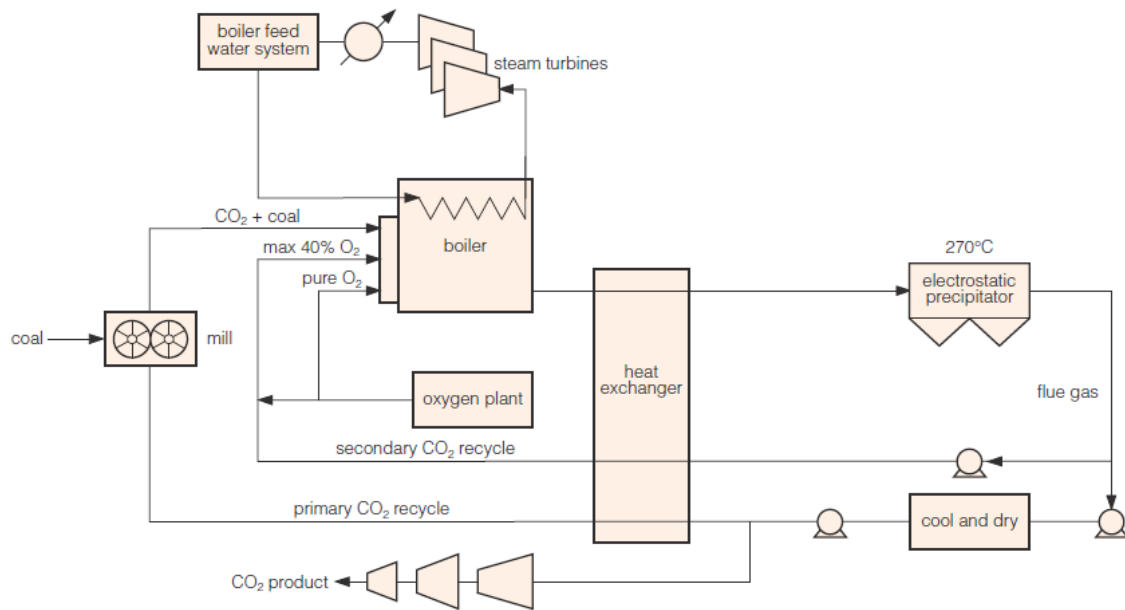 boiler feed
water system
steam turbines
CO₂ + coal
max 40% O₂
pure O₂
boiler
270°C
electrostatic
precipitator
coal
mill
heat
exchanger
oxygen plant
flue gas
secondary CO₂ recycle
primary CO₂ recycle
cool and dry
CO₂ product